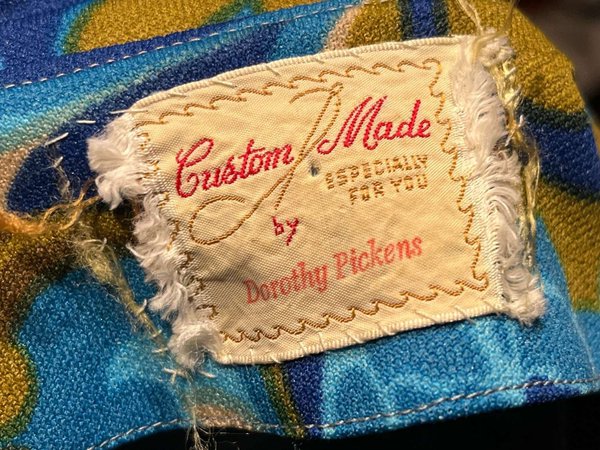 Custom Made
ESPECIALLY
FOR YOU
by
Dorothy Pickens